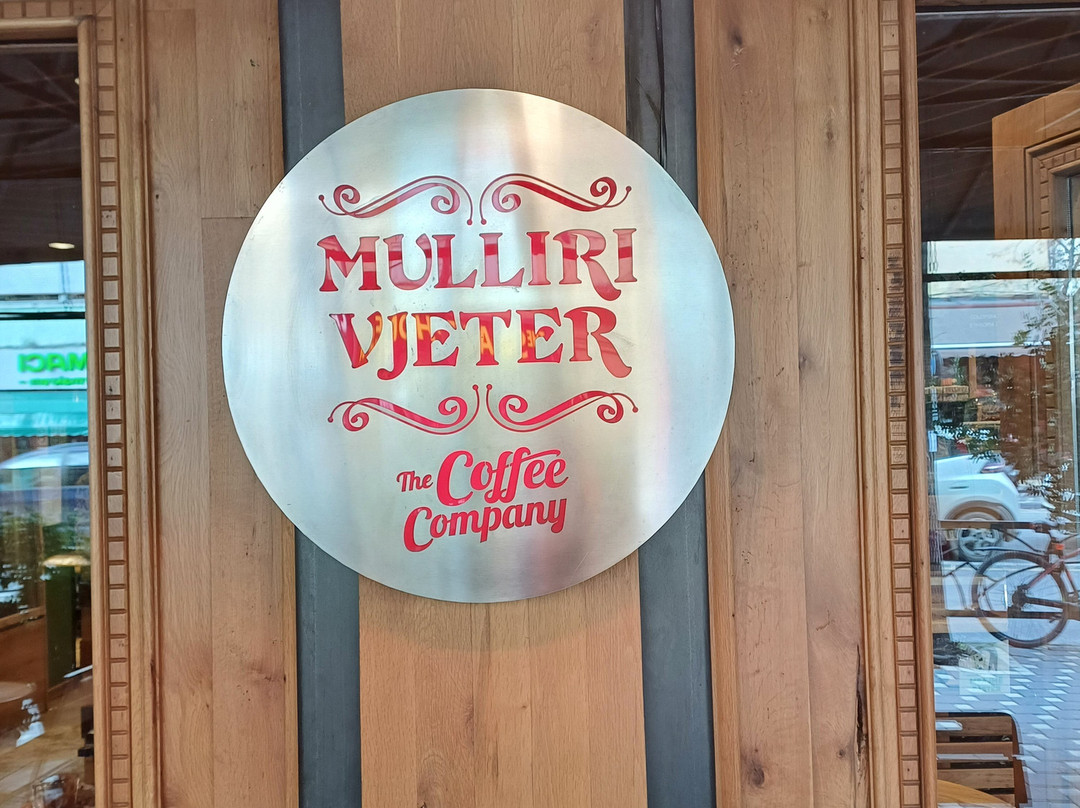 MULLIRI
VJETER
The Coffee
Company